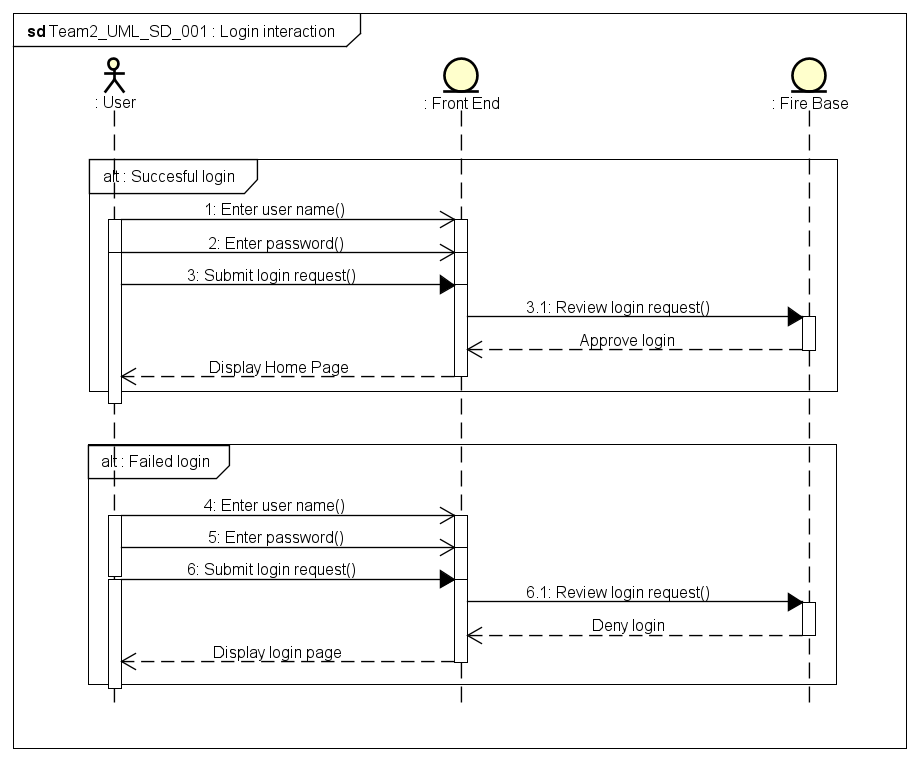 sd Team2_UML_SD_001 : Login interaction
: User
: Front End
: Fire Base
alt : Succesful login
1: Enter user name()
2: Enter password()
3: Submit login request()
3.1: Review login request()
Approve login
Display Home Page
alt : Failed login
4: Enter user name()
5: Enter password()
6: Submit login request()
6.1: Review login request()
Deny login
Display login page